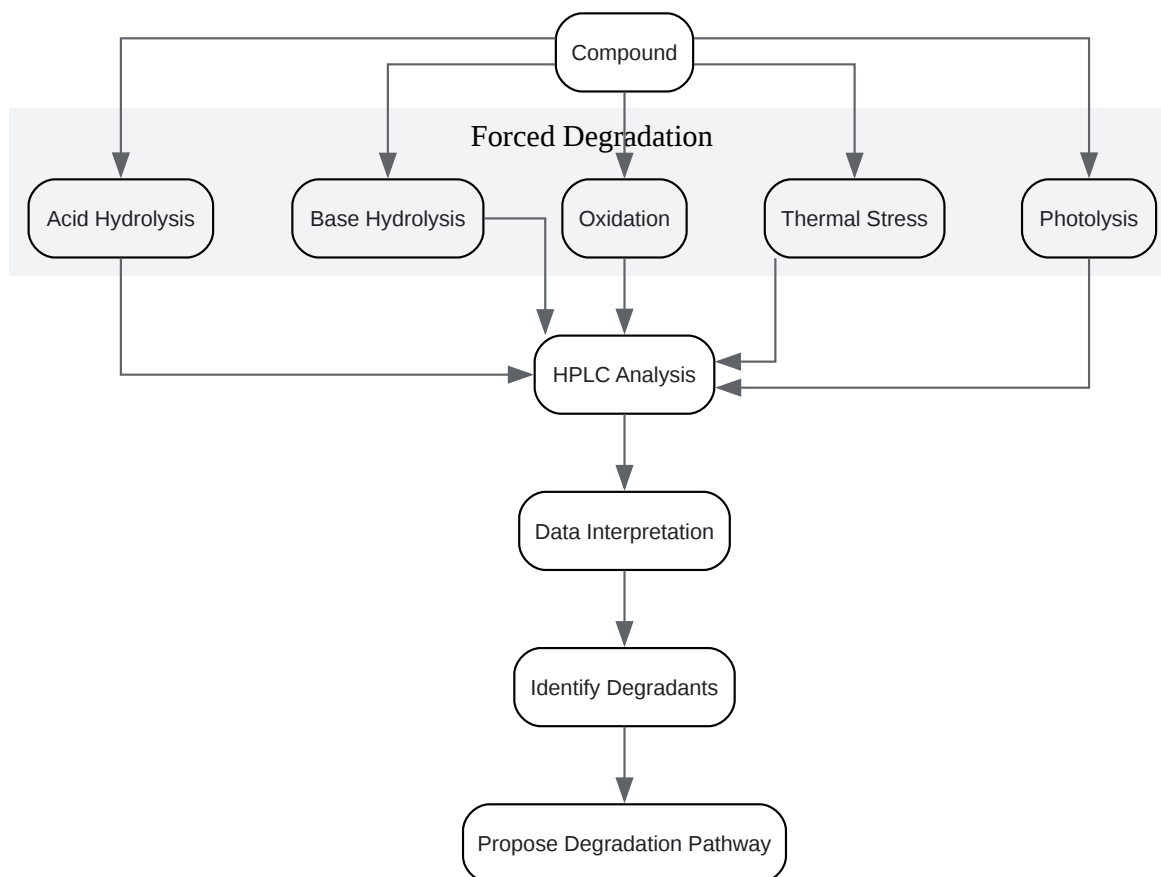 Compound
Forced Degradation
Acid Hydrolysis
Base Hydrolysis
Oxidation
Thermal Stress
Photolysis
HPLC Analysis
Data Interpretation
Identify Degradants
Propose Degradation Pathway